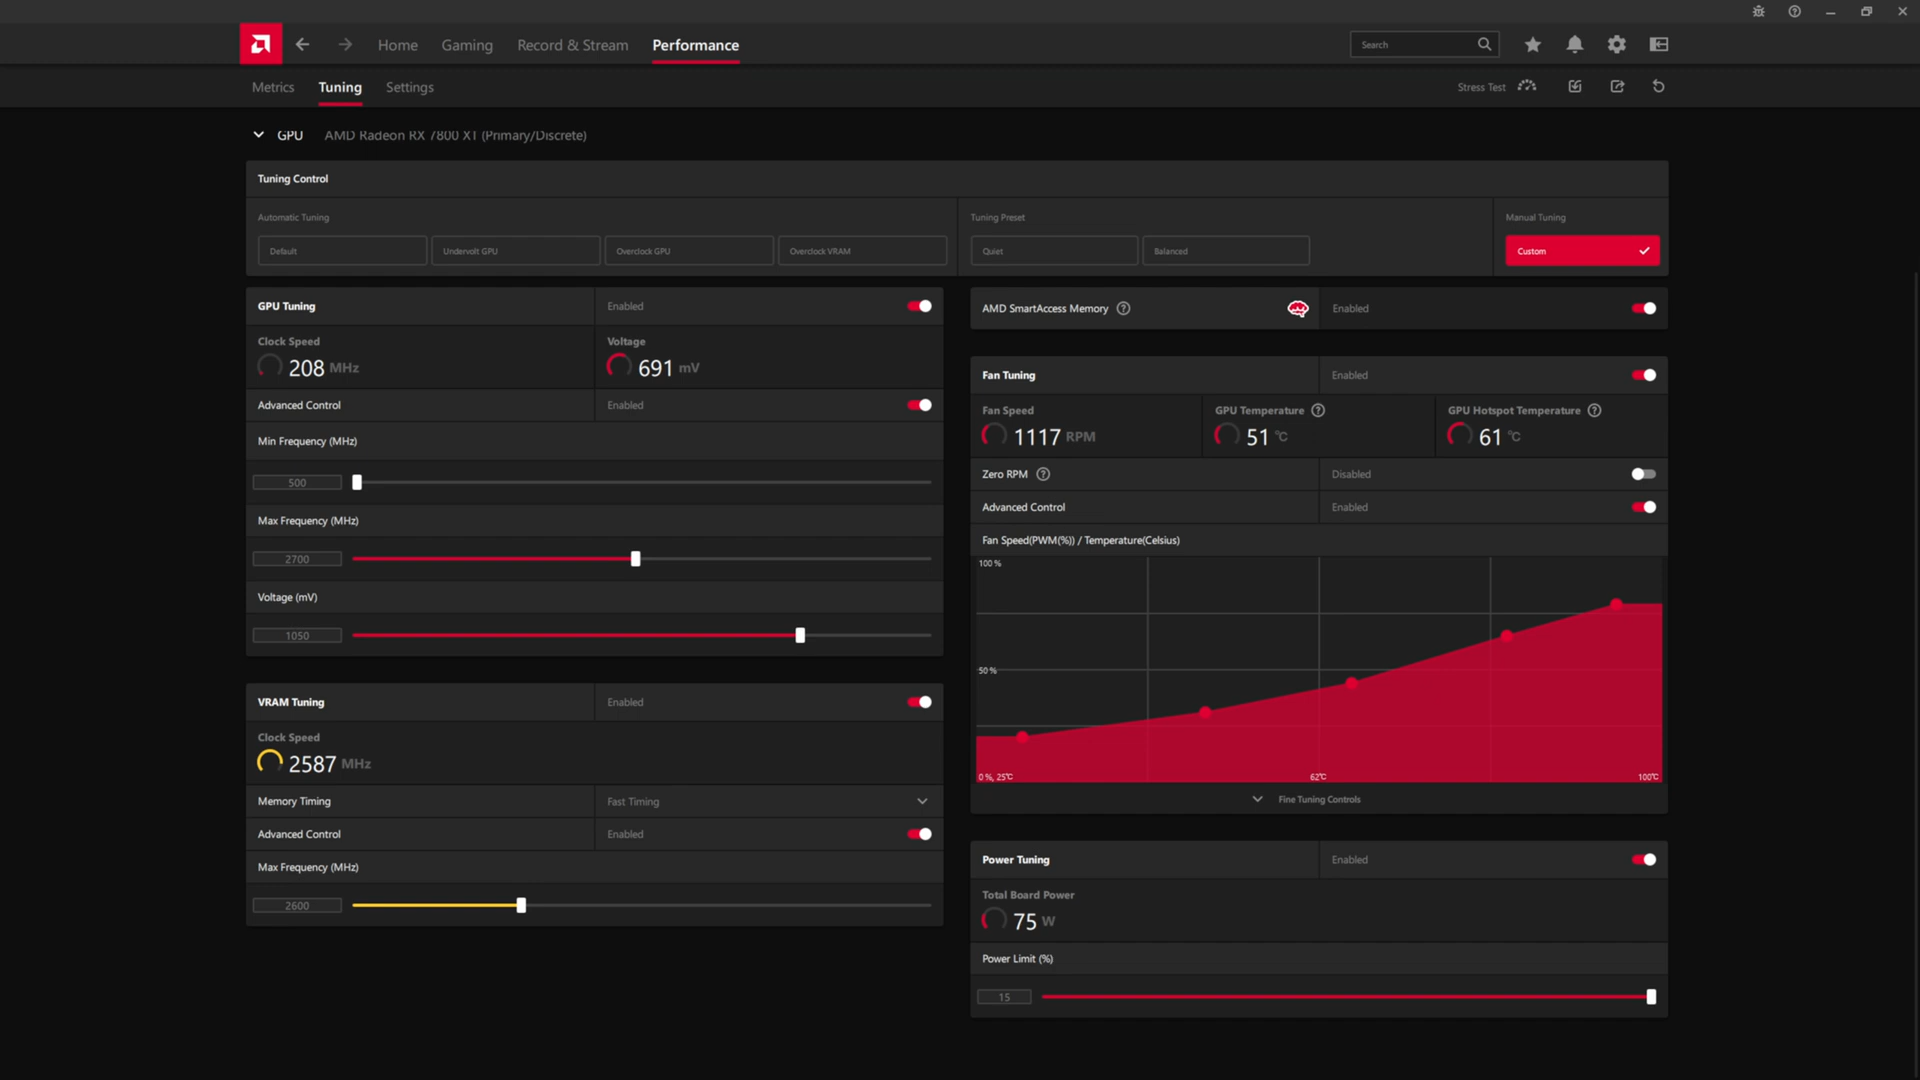 Home
Gaming
Record & Stream
Performance
Search
Metrics
Tuning
Settings
Stress Test
GPU
AMD Radeon RX 7800 XT (Primary/Discrete)
Tuning Control
Automatic Tuning
Default
Undervolt GPU
Overclock GPU
Overclock VRAM
Tuning Preset
Quiet
Balanced
Manual Tuning
Custom
GPU Tuning
Enabled
Clock Speed
208 MHz
Voltage
691 mV
Advanced Control
Enabled
Min Frequency (MHz)
500
Max Frequency (MHz)
2700
Voltage (mV)
1050
VRAM Tuning
Enabled
Clock Speed
2587 MHz
Memory Timing
Fast Timing
Advanced Control
Enabled
Max Frequency (MHz)
2600
AMD SmartAccess Memory
Enabled
Fan Tuning
Enabled
Fan Speed
1117 RPM
GPU Temperature
51 °C
GPU Hotspot Temperature
61 °C
Zero RPM
Disabled
Advanced Control
Enabled
Fan Speed(PWM(%)) / Temperature(Celsius)
100 %
50 %
0 %, 25°C
62°C
100°C
Fine Tuning Controls
Power Tuning
Enabled
Total Board Power
75 W
Power Limit (%)
15